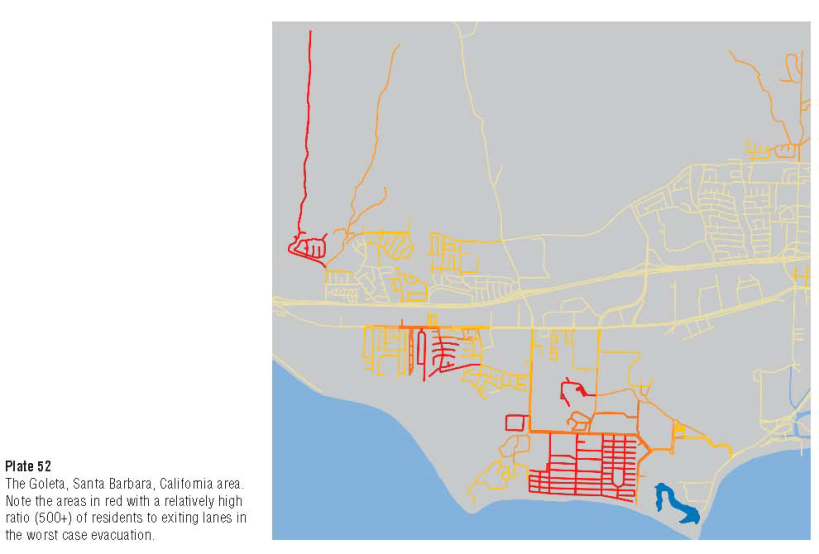 Plate 52
The Goleta, Santa Barbara, California area.
Note the areas in red with a relatively high
ratio (500+) of residents to exiting lanes in
the worst case evacuation.